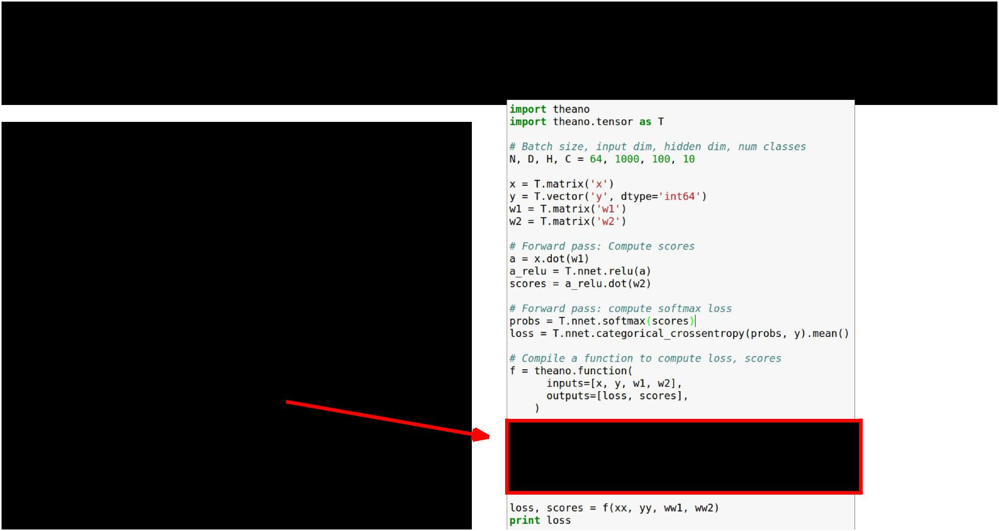 import theano
import theano.tensor as T
# Batch size, input dim, hidden dim, num classes
N, D, H, C = 64, 1000, 100, 10
x = T.matrix('x')
y = T.vector('y', dtype='int64')
w1 = T.matrix('w1')
w2 = T.matrix('w2')
# Forward pass: Compute scores
a = x.dot(w1)
a_relu = T.nnet.relu(a)
scores = a_relu.dot(w2)
# Forward pass: compute softmax loss
probs = T.nnet.softmax(scores)
loss = T.nnet.categorical_crossentropy(probs, y).mean()
# Compile a function to compute loss, scores
f = theano.function(
      inputs=[x, y, w1, w2],
      outputs=[loss, scores],
    )
loss, scores = f(xx, yy, ww1, ww2)
print loss